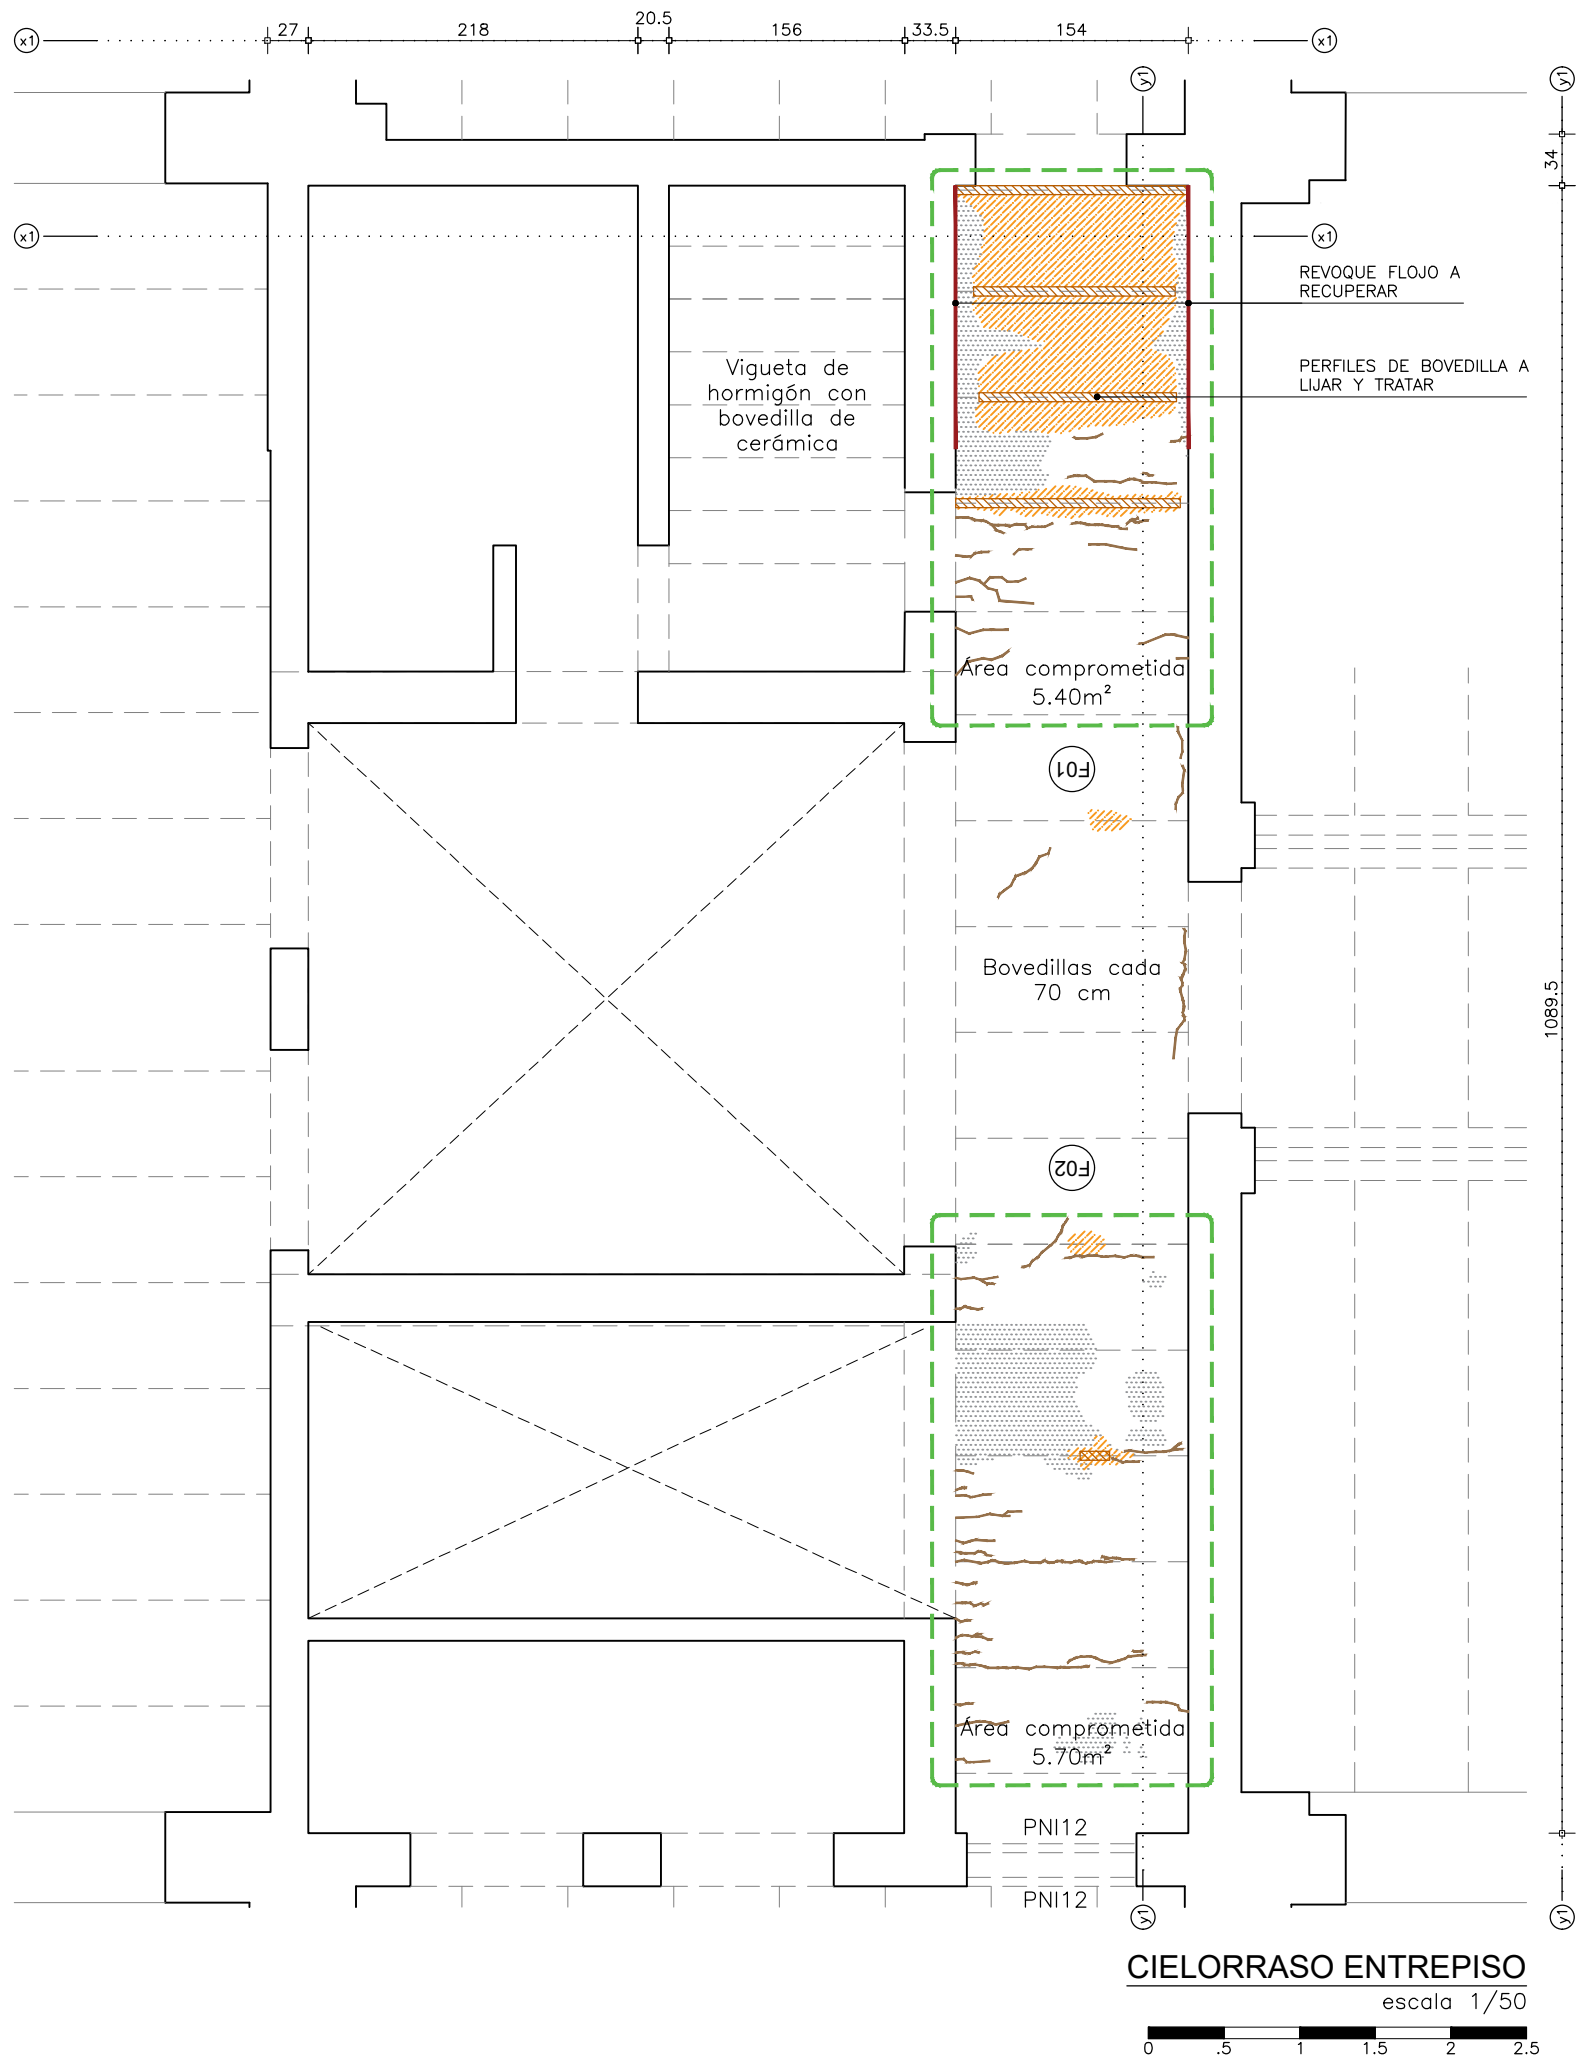 27
218
20.5
156
33.5
154
x1
x1
y1
y1
34
x1
x1
REVOQUE FLOJO A
RECUPERAR
PERFILES DE BOVEDILLA A
LIJAR Y TRATAR
Vigueta de
hormigón con
bovedilla de
cerámica
Área comprometida
5.40m²
F01
Bovedillas cada
70 cm
1089.5
F02
Área comprometida
5.70m²
PNI12
PNI12
y1
y1
CIELORRASO ENTREPISO
escala 1/50
0 .5 1 1.5 2 2.5